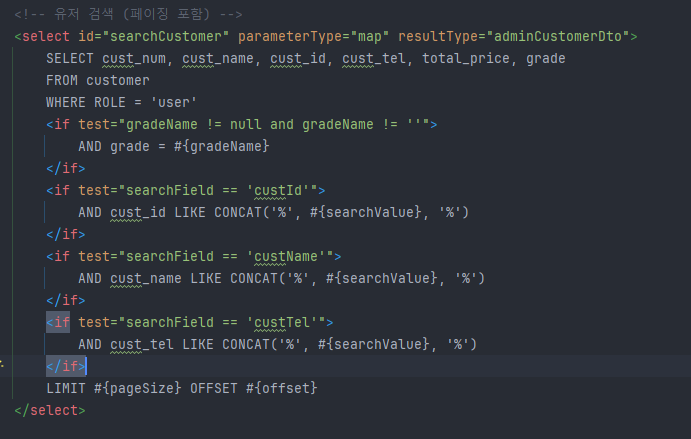 <!-- 유저 검색 (페이징 포함) -->
<select id="searchCustomer" parameterType="map" resultType="adminCustomerDto">
SELECT cust_num, cust_name, cust_id, cust_tel, total_price, grade
FROM customer
WHERE ROLE = 'user'
<if test="gradeName != null and gradeName != ''">
AND grade = #{gradeName}
</if>
<if test="searchField == 'custId'">
AND cust_id LIKE CONCAT('%', #{searchValue}, '%')
</if>
<if test="searchField == 'custName'">
AND cust_name LIKE CONCAT('%', #{searchValue}, '%')
</if>
<if test="searchField == 'custTel'">
AND cust_tel LIKE CONCAT('%', #{searchValue}, '%')
</if>
LIMIT #{pageSize} OFFSET #{offset}
</select>